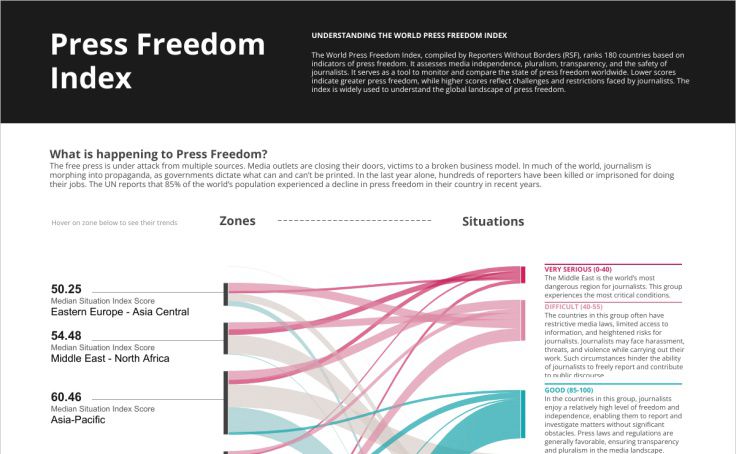 Press Freedom
Index
UNDERSTANDING THE WORLD PRESS FREEDOM INDEX
The World Press Freedom Index, compiled by Reporters Without Borders (RSF), ranks 180 countries based on
indicators of press freedom. It assesses media independence, pluralism, transparency, and the safety of
journalists. It serves as a tool to monitor and compare the state of press freedom worldwide. Lower scores
indicate greater press freedom, while higher scores reflect challenges and restrictions faced by journalists. The
index is widely used to understand the global landscape of press freedom.
What is happening to Press Freedom?
The free press is under attack from multiple sources. Media outlets are closing their doors, victims to a broken business model. In much of the world, journalism is
morphing into propaganda, as governments dictate what can and can't be printed. In the last year alone, hundreds of reporters have been killed or imprisoned for doing
their jobs. The UN reports that 85% of the world's population experienced a decline in press freedom in their country in recent years.
Hover on zone below to see their trends
Zones
Situations
50.25
Median Situation Index Score
Eastern Europe - Asia Central
54.48
Median Situation Index Score
Middle East - North Africa
60.46
Median Situation Index Score
Asia-Pacific
VERY SERIOUS (0-40)
The Middle East is the world's most
dangerous region for journalists. This group
experiences the most critical conditions.
DIFFICULT (40-55)
The countries in this group often have
restrictive media laws, limited access to
information, and heightened risks for
journalists. Journalists may face harassment,
threats, and violence while carrying out their
work. Such circumstances hinder the ability
of journalists to freely report and contribute
to public discourse.
GOOD (85-100)
In the countries in this group, journalists
enjoy a relatively high level of freedom and
independence, enabling them to report and
investigate matters without significant
obstacles. Press laws and regulations are
generally favorable, ensuring transparency
and pluralism in the media landscape.